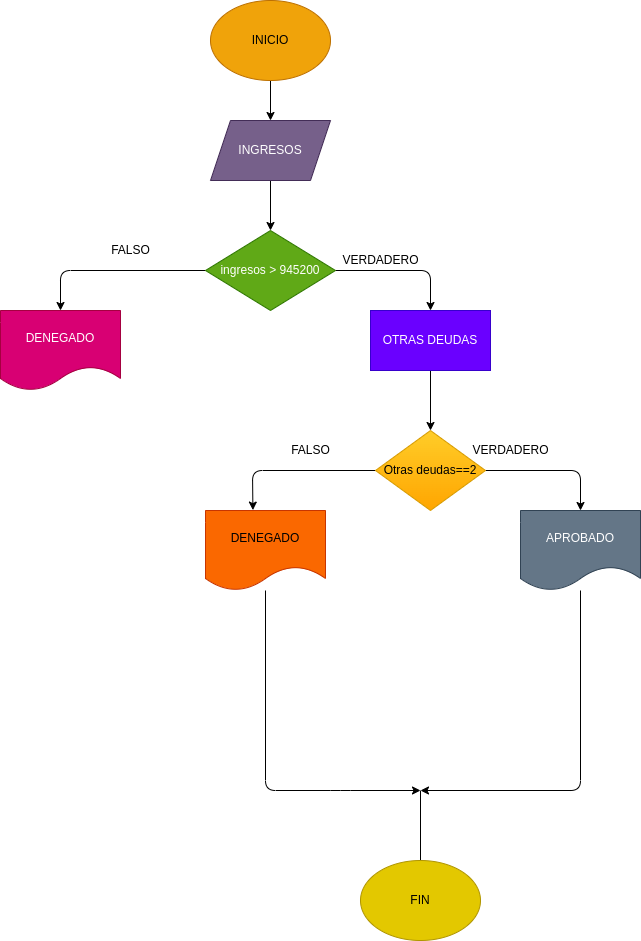 INICIO
INGRESOS
FALSO
ingresos > 945200
VERDADERO
DENEGADO
OTRAS DEUDAS
FALSO
Otras deudas==2
VERDADERO
DENEGADO
APROBADO
FIN